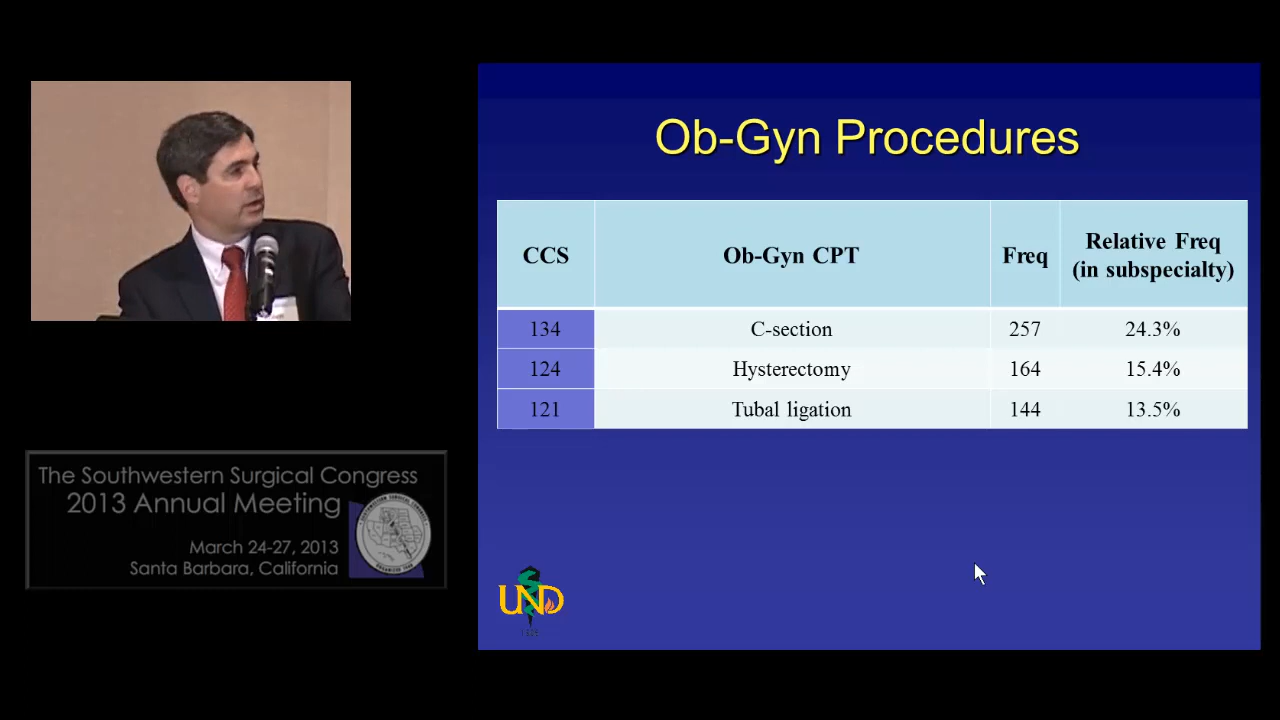 Ob-Gyn Procedures
CCS Ob-Gyn CPT Freq Relative Freq
(in subspecialty)
134 C-section 257 24.3%
124 Hysterectomy 164 15.4%
121 Tubal ligation 144 13.5%
The Southwestern Surgical Congress
2013 Annual Meeting
March 24-27, 2013
Santa Barbara, California
UND